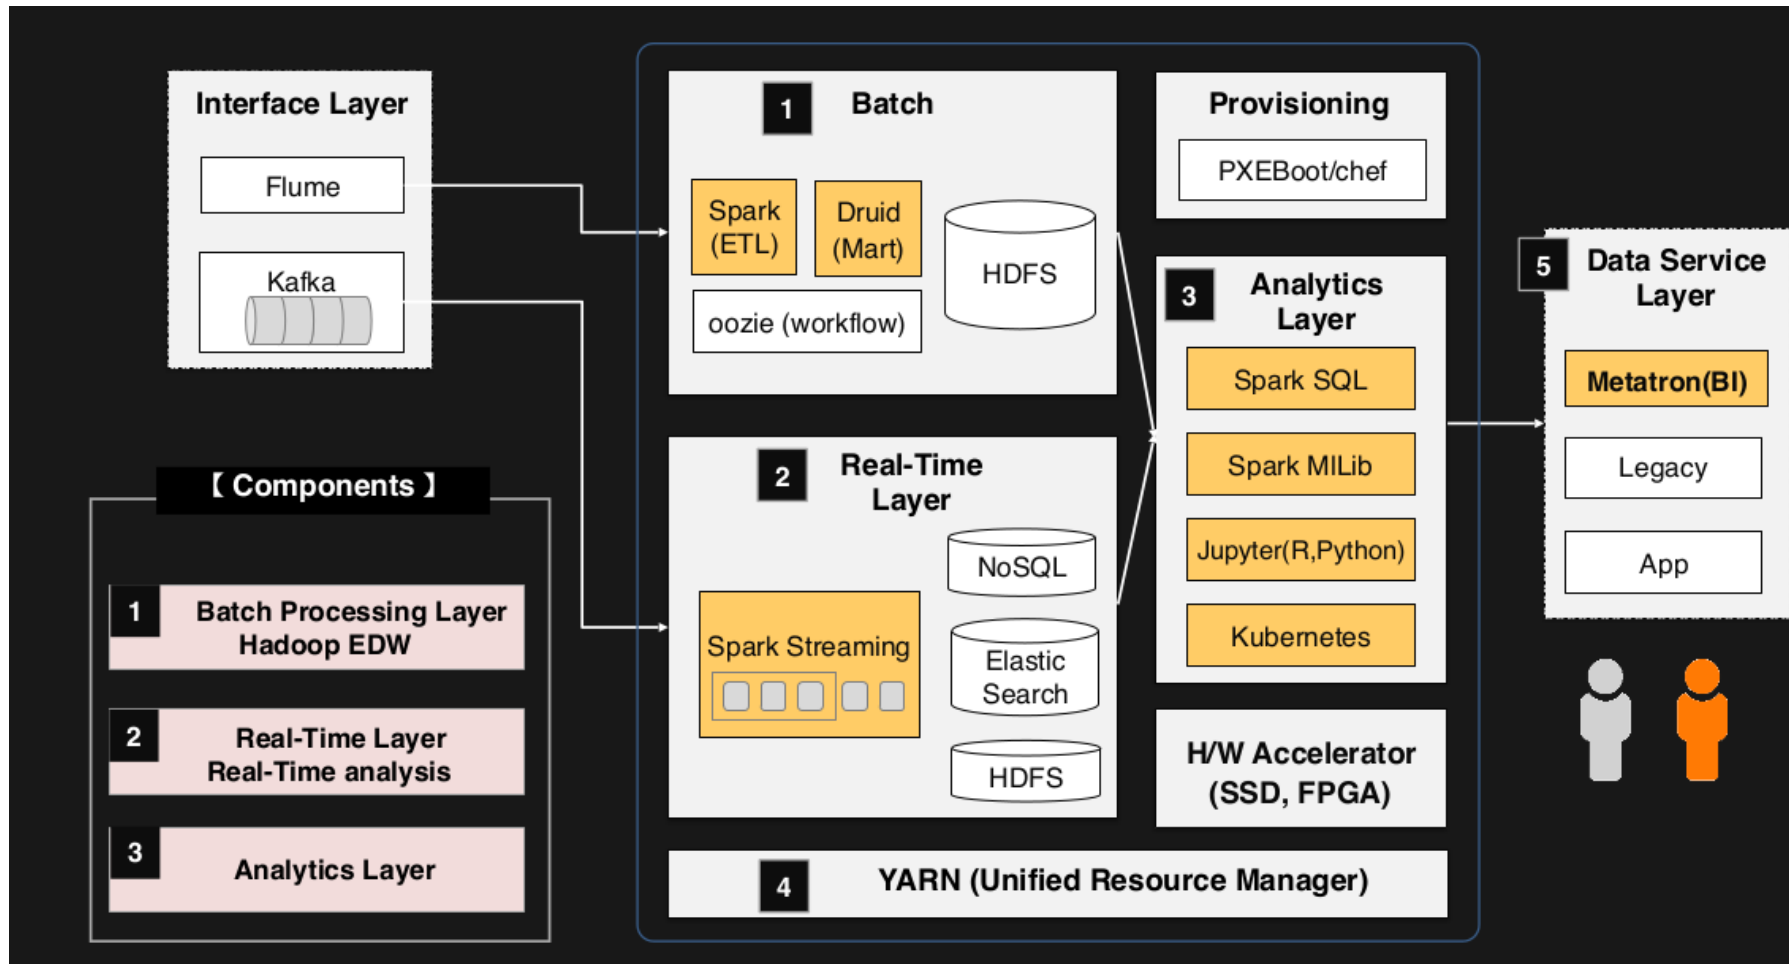 Interface Layer
Flume
Kafka
【 Components 】
1
Batch Processing Layer
Hadoop EDW
2
Real-Time Layer
Real-Time analysis
3
Analytics Layer
1
Batch
Spark
(ETL)
Druid
(Mart)
oozie (workflow)
HDFS
2
Real-Time
Layer
Spark Streaming
NoSQL
Elastic
Search
HDFS
Provisioning
PXEBoot/chef
3
Analytics
Layer
Spark SQL
Spark MILib
Jupyter(R,Python)
Kubernetes
H/W Accelerator
(SSD, FPGA)
4
YARN (Unified Resource Manager)
5
Data Service
Layer
Metatron(BI)
Legacy
App